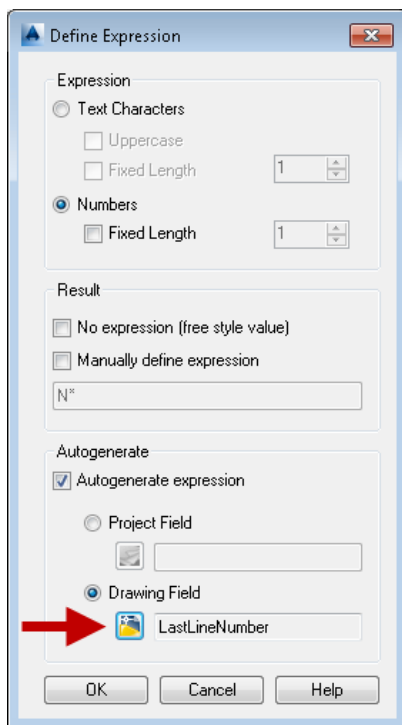 Define Expression
Expression
Text Characters
Uppercase
Fixed Length 1
Numbers
Fixed Length 1
Result
No expression (free style value)
Manually define expression
N*
Autogenerate
Autogenerate expression
Project Field
Drawing Field
LastLineNumber
OK Cancel Help